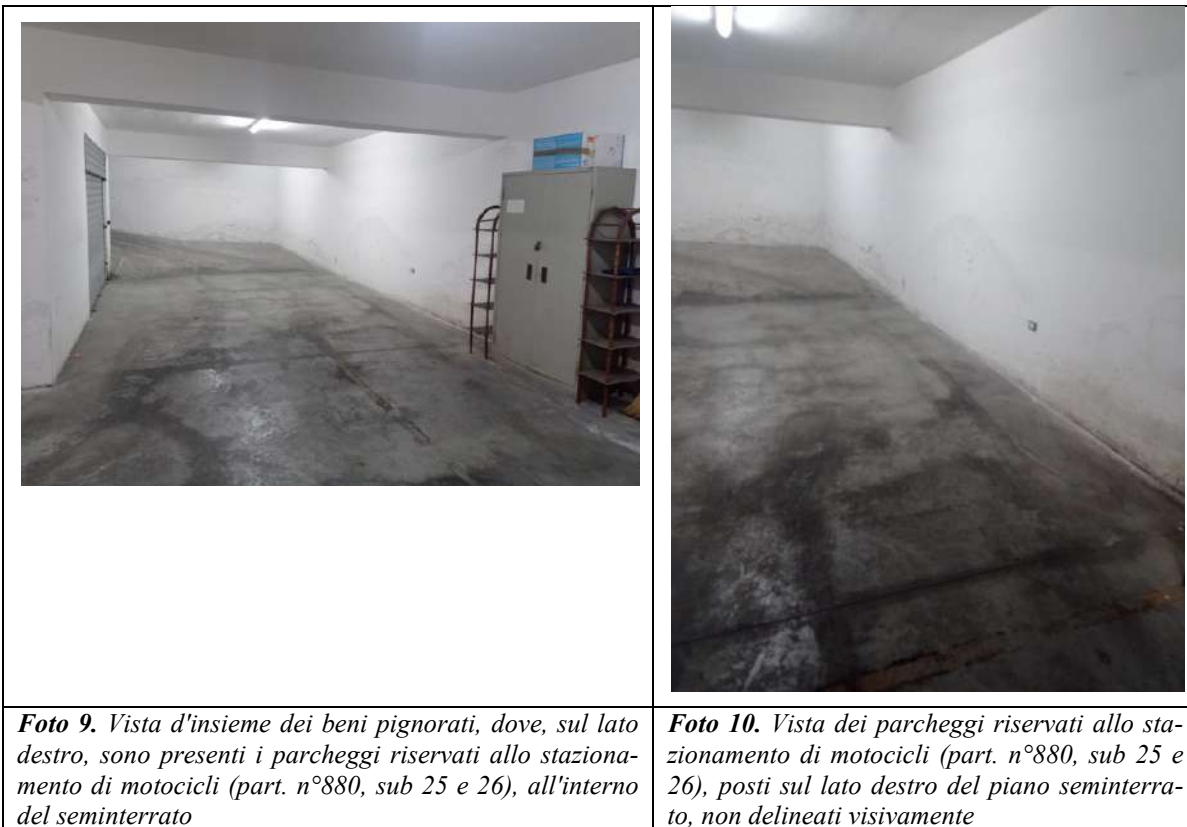 Foto 9. Vista d'insieme dei beni pignorati, dove, sul lato
destro, sono presenti i parcheggi riservati allo staziona-
mento di motocicli (part. n°880, sub 25 e 26), all'interno
del seminterrato
Foto 10. Vista dei parcheggi riservati allo sta-
zionamento di motocicli (part. n°880, sub 25 e
26), posti sul lato destro del piano seminterra-
to, non delineati visivamente